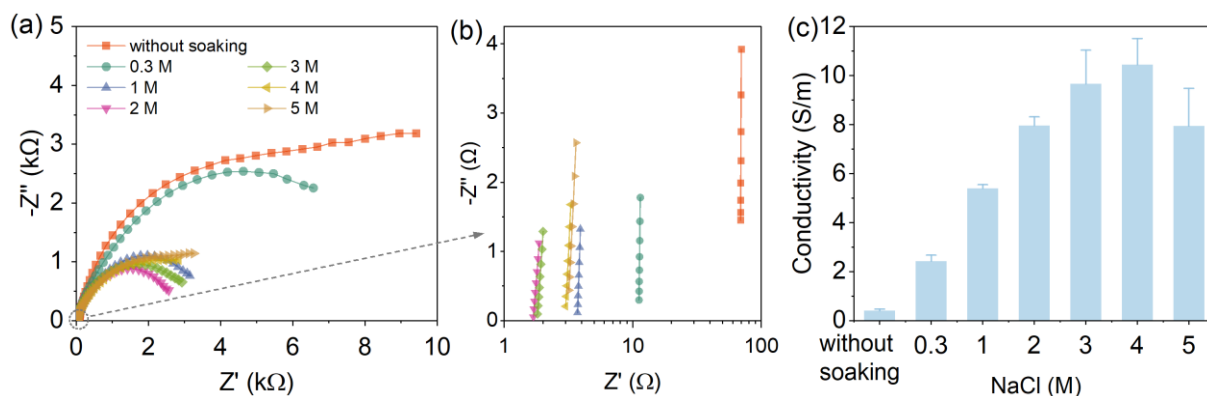 (a)
5
4
3
2
1
0
-Z" (kΩ)
without soaking
0.3 M
1 M
2 M
3 M
4 M
5 M
0 2 4 6 8 10
Z' (kΩ)
(b)
4
3
2
1
0
-Z" (Ω)
1 10 100
Z' (Ω)
(c)
12
10
8
6
4
2
0
Conductivity (S/m)
without
soaking
0.3 1 2 3 4 5
NaCl (M)